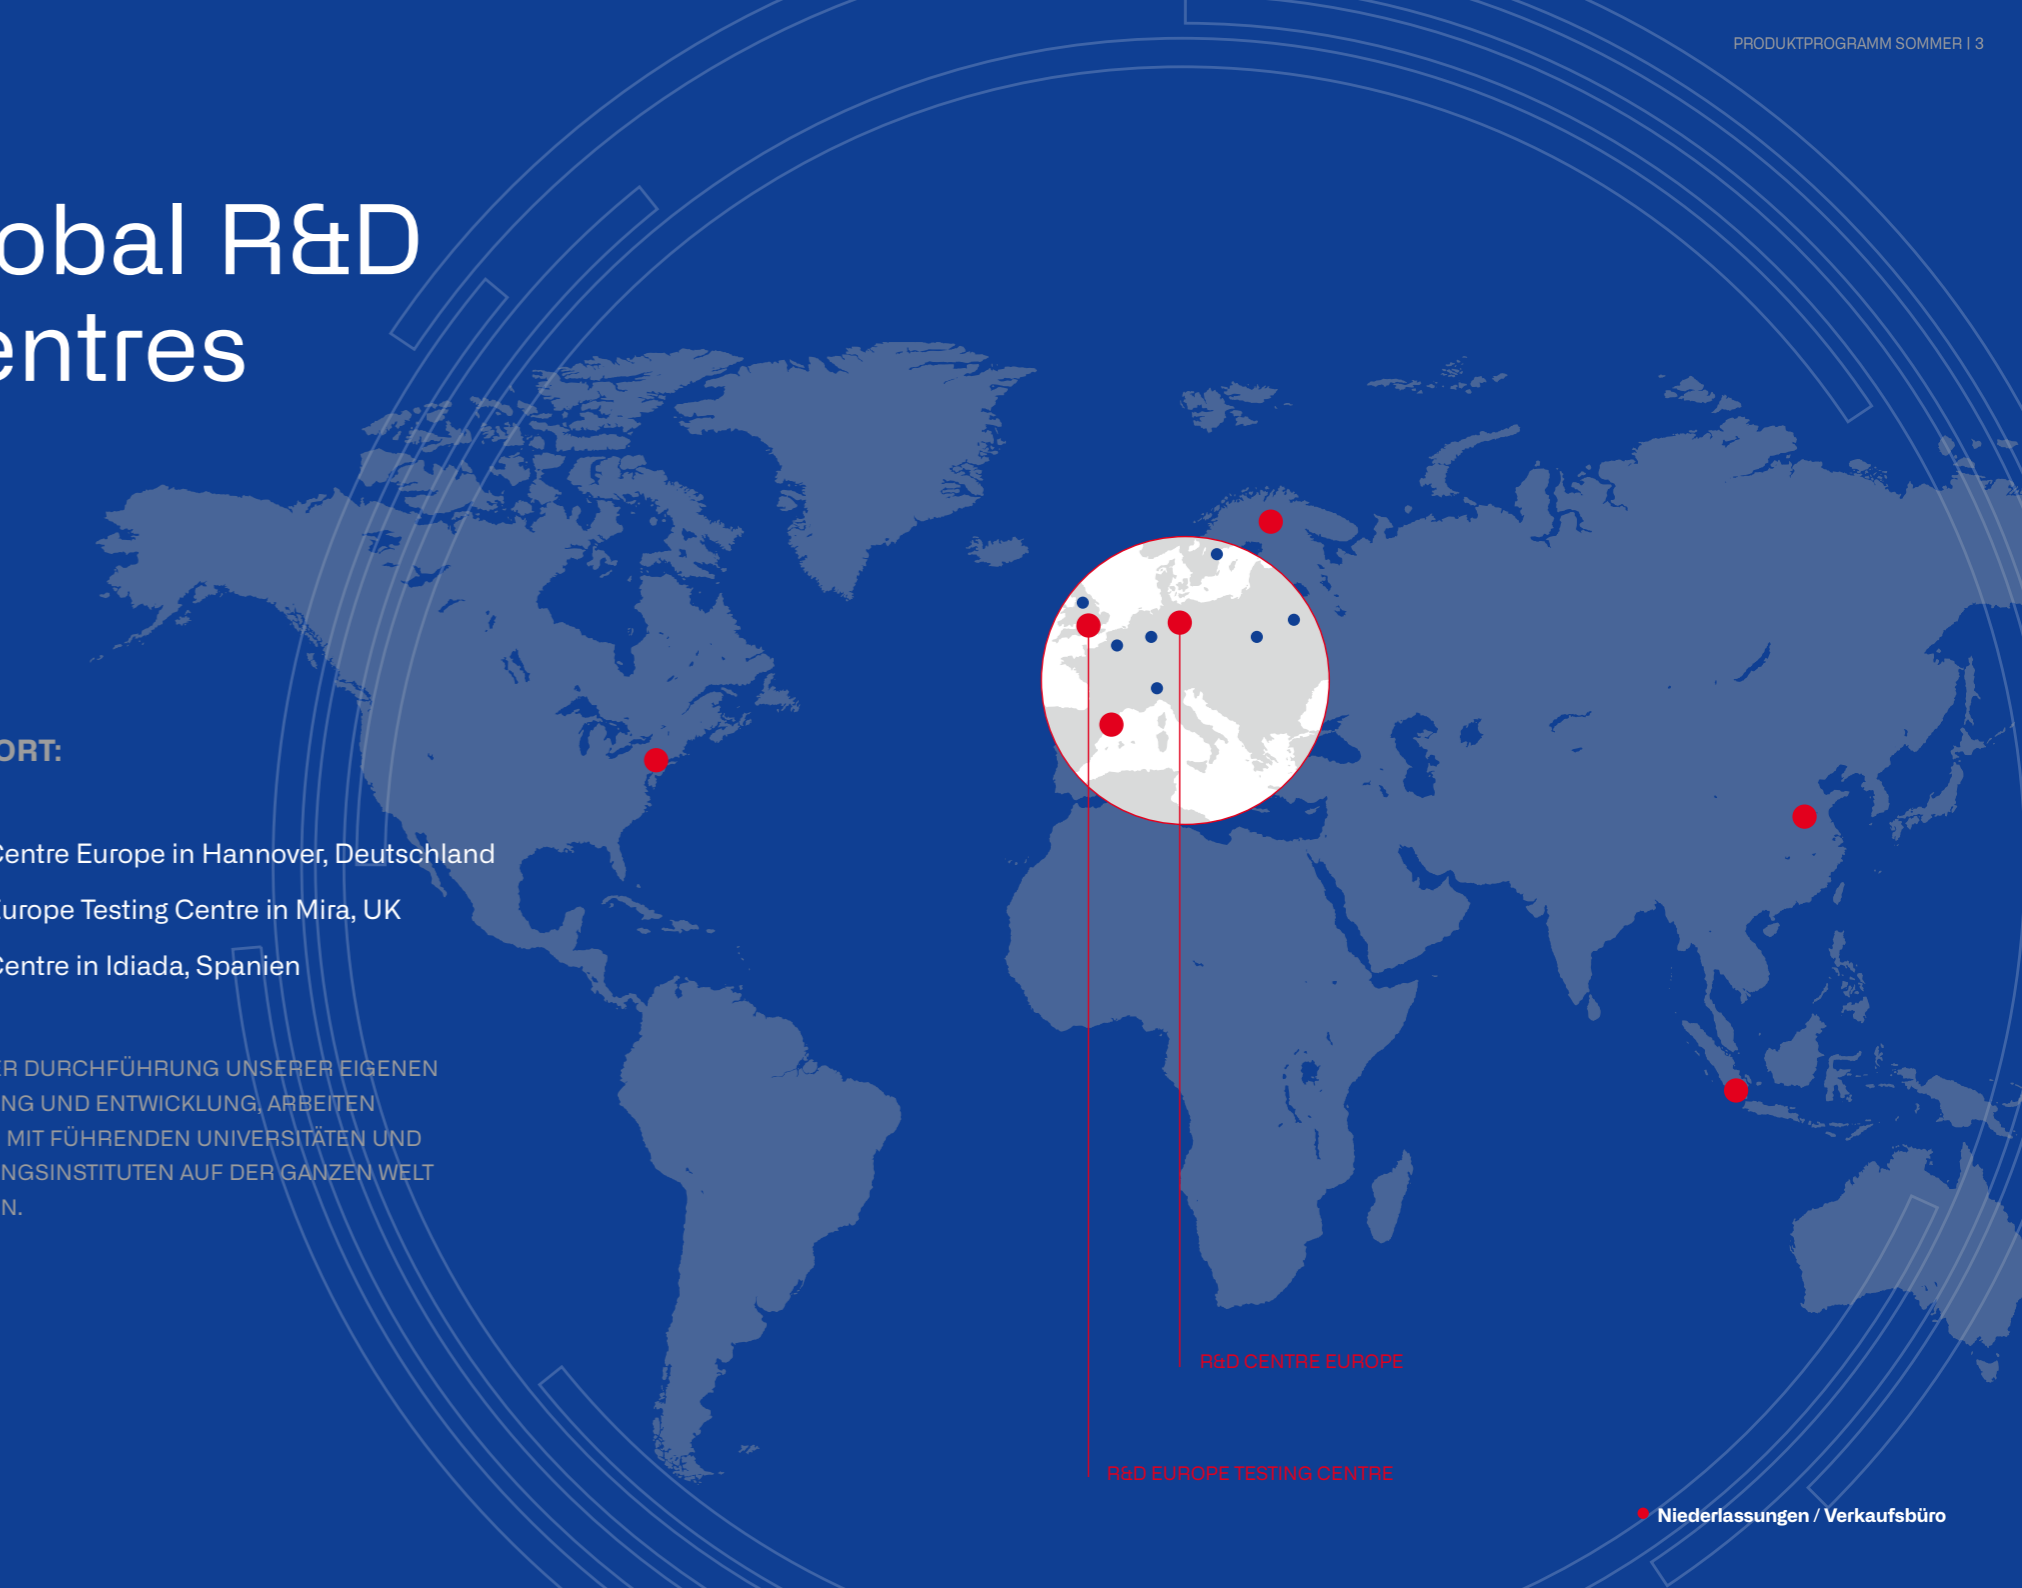 PRODUKTPROGRAMM SOMMER | 3
obal R&D
entres
ORT:
Centre Europe in Hannover, Deutschland
Europe Testing Centre in Mira, UK
Centre in Idiada, Spanien
ER DURCHFÜHRUNG UNSERER EIGENEN
NG UND ENTWICKLUNG, ARBEITEN
MIT FÜHRENDEN UNIVERSITÄTEN UND
NGSINSTITUTEN AUF DER GANZEN WELT
N.
R&D CENTRE EUROPE
R&D EUROPE TESTING CENTRE
Niederlassungen / Verkaufsbüro